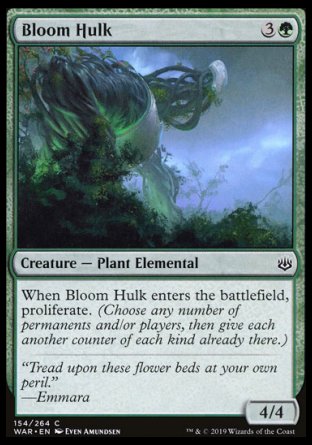 Bloom Hulk 3
Creature — Plant Elemental
When Bloom Hulk enters the battlefield,
proliferate. (Choose any number of
permanents and/or players, then give each
another counter of each kind already there.)
"Tread upon these flower beds at your own
peril."
—Emmara
4/4
154/264 C
WAR • EN Even Amundsen
™ & © 2019 Wizards of the Coast